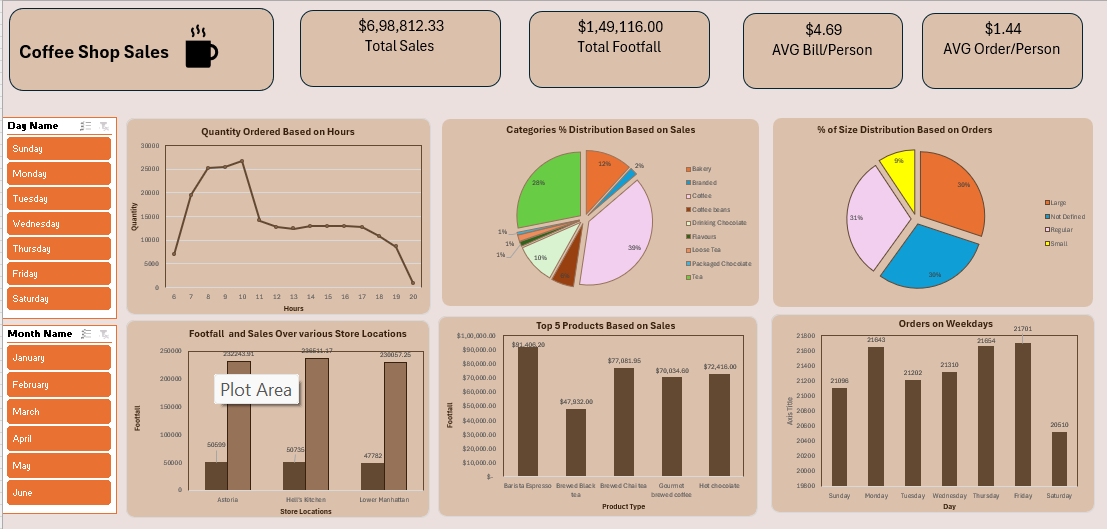 Coffee Shop Sales
$6,98,812.33
Total Sales
$1,49,116.00
Total Footfall
$4.69
AVG Bill/Person
$1.44
AVG Order/Person
Day Name
Sunday
Monday
Tuesday
Wednesday
Thursday
Friday
Saturday
Month Name
January
February
March
April
May
June
Quantity Ordered Based on Hours
Quantity
30000
25000
20000
15000
10000
5000
0
6 7 8 9 10 11 12 13 14 15 16 17 18 19 20
Hours
Categories % Distribution Based on Sales
12%
2%
39%
10%
1%
1%
1%
28%
Bakery
Branded
Coffee
Coffee beans
Drinking Chocolate
Flavours
Loose Tea
Packaged Chocolate
Tea
% of Size Distribution Based on Orders
9%
30%
31%
30%
Large
Not Defined
Regular
Small
Footfall and Sales Over various Store Locations
Footfall
250000
200000
150000
100000
50000
0
50599
232243.91
50735
236511.17
47782
230057.25
Plot Area
Astoria
Hell's Kitchen
Lower Manhattan
Store Locations
Top 5 Products Based on Sales
Footfall
$1,00,000.00
$90,000.00
$80,000.00
$70,000.00
$60,000.00
$50,000.00
$40,000.00
$30,000.00
$20,000.00
$10,000.00
$-
$91,406.20
$47,932.00
$77,081.95
$70,034.60
$72,416.00
Barista Espresso
Brewed Black
tea
Brewed Chai tea
Gourmet
brewed coffee
Hot chocolate
Product Type
Orders on Weekdays
Axis Title
21800
21600
21400
21200
21000
20800
20600
20400
20200
20000
19800
21096
21643
21202
21310
21654
21701
20510
Sunday
Monday
Tuesday
Wednesday
Thursday
Friday
Saturday
Day